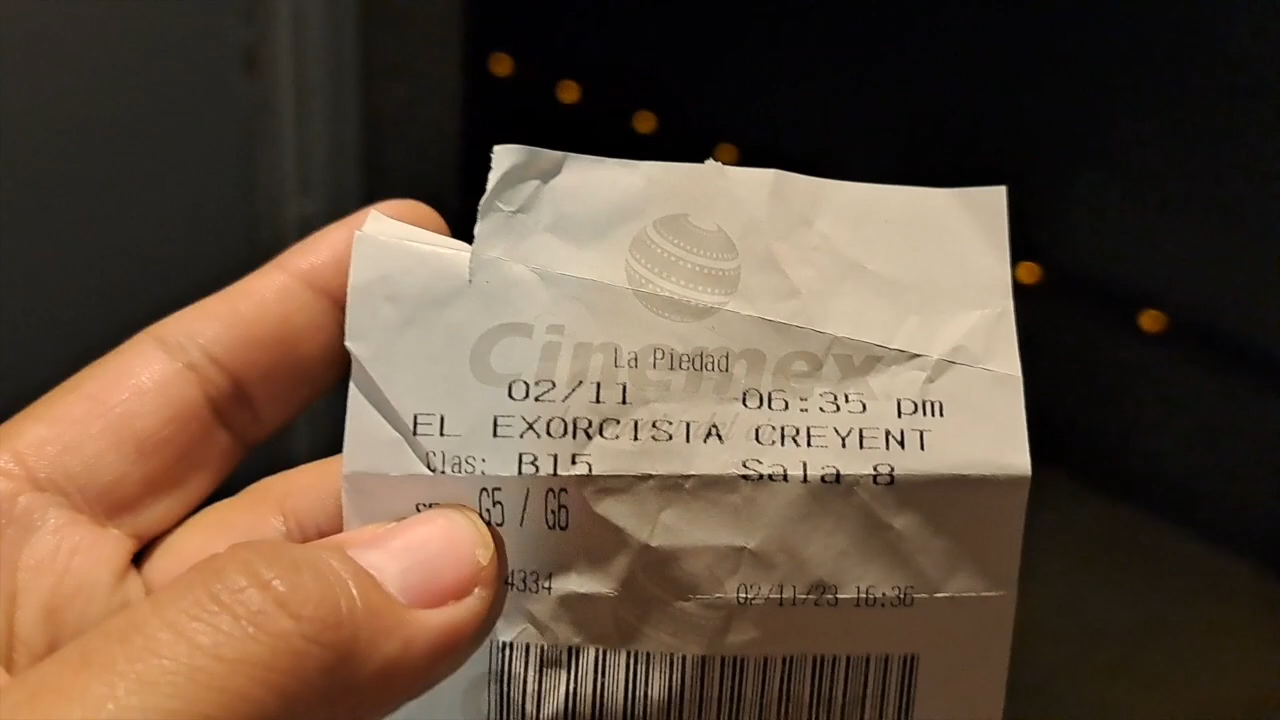 Cinemex
La Piedad
02/11 06:35 pm
EL EXORCISTA CREYENT
Clas: B15 Sala 8
G5 / G6
4334 02/11/23 16:36